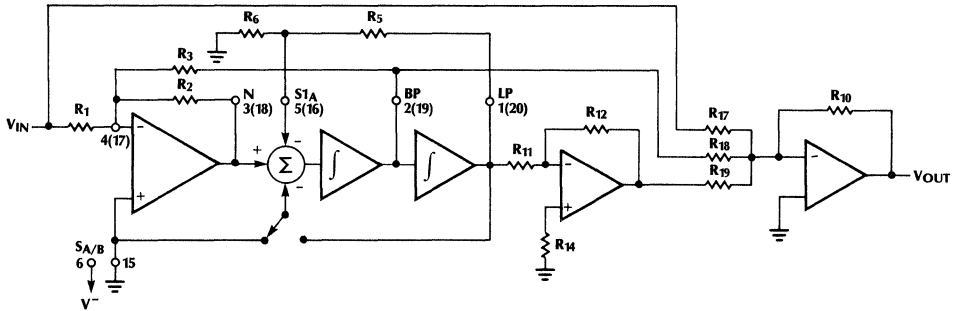 R6
R5
R3
R2
N
3(18)
S1A
5(16)
BP
2(19)
LP
1(20)
R1
VIN
4(17)
−
+
+
−
Σ
−
∫
∫
R11
R12
−
+
R14
R17
R18
R19
R10
−
VOUT
SA/B
6
15
V−